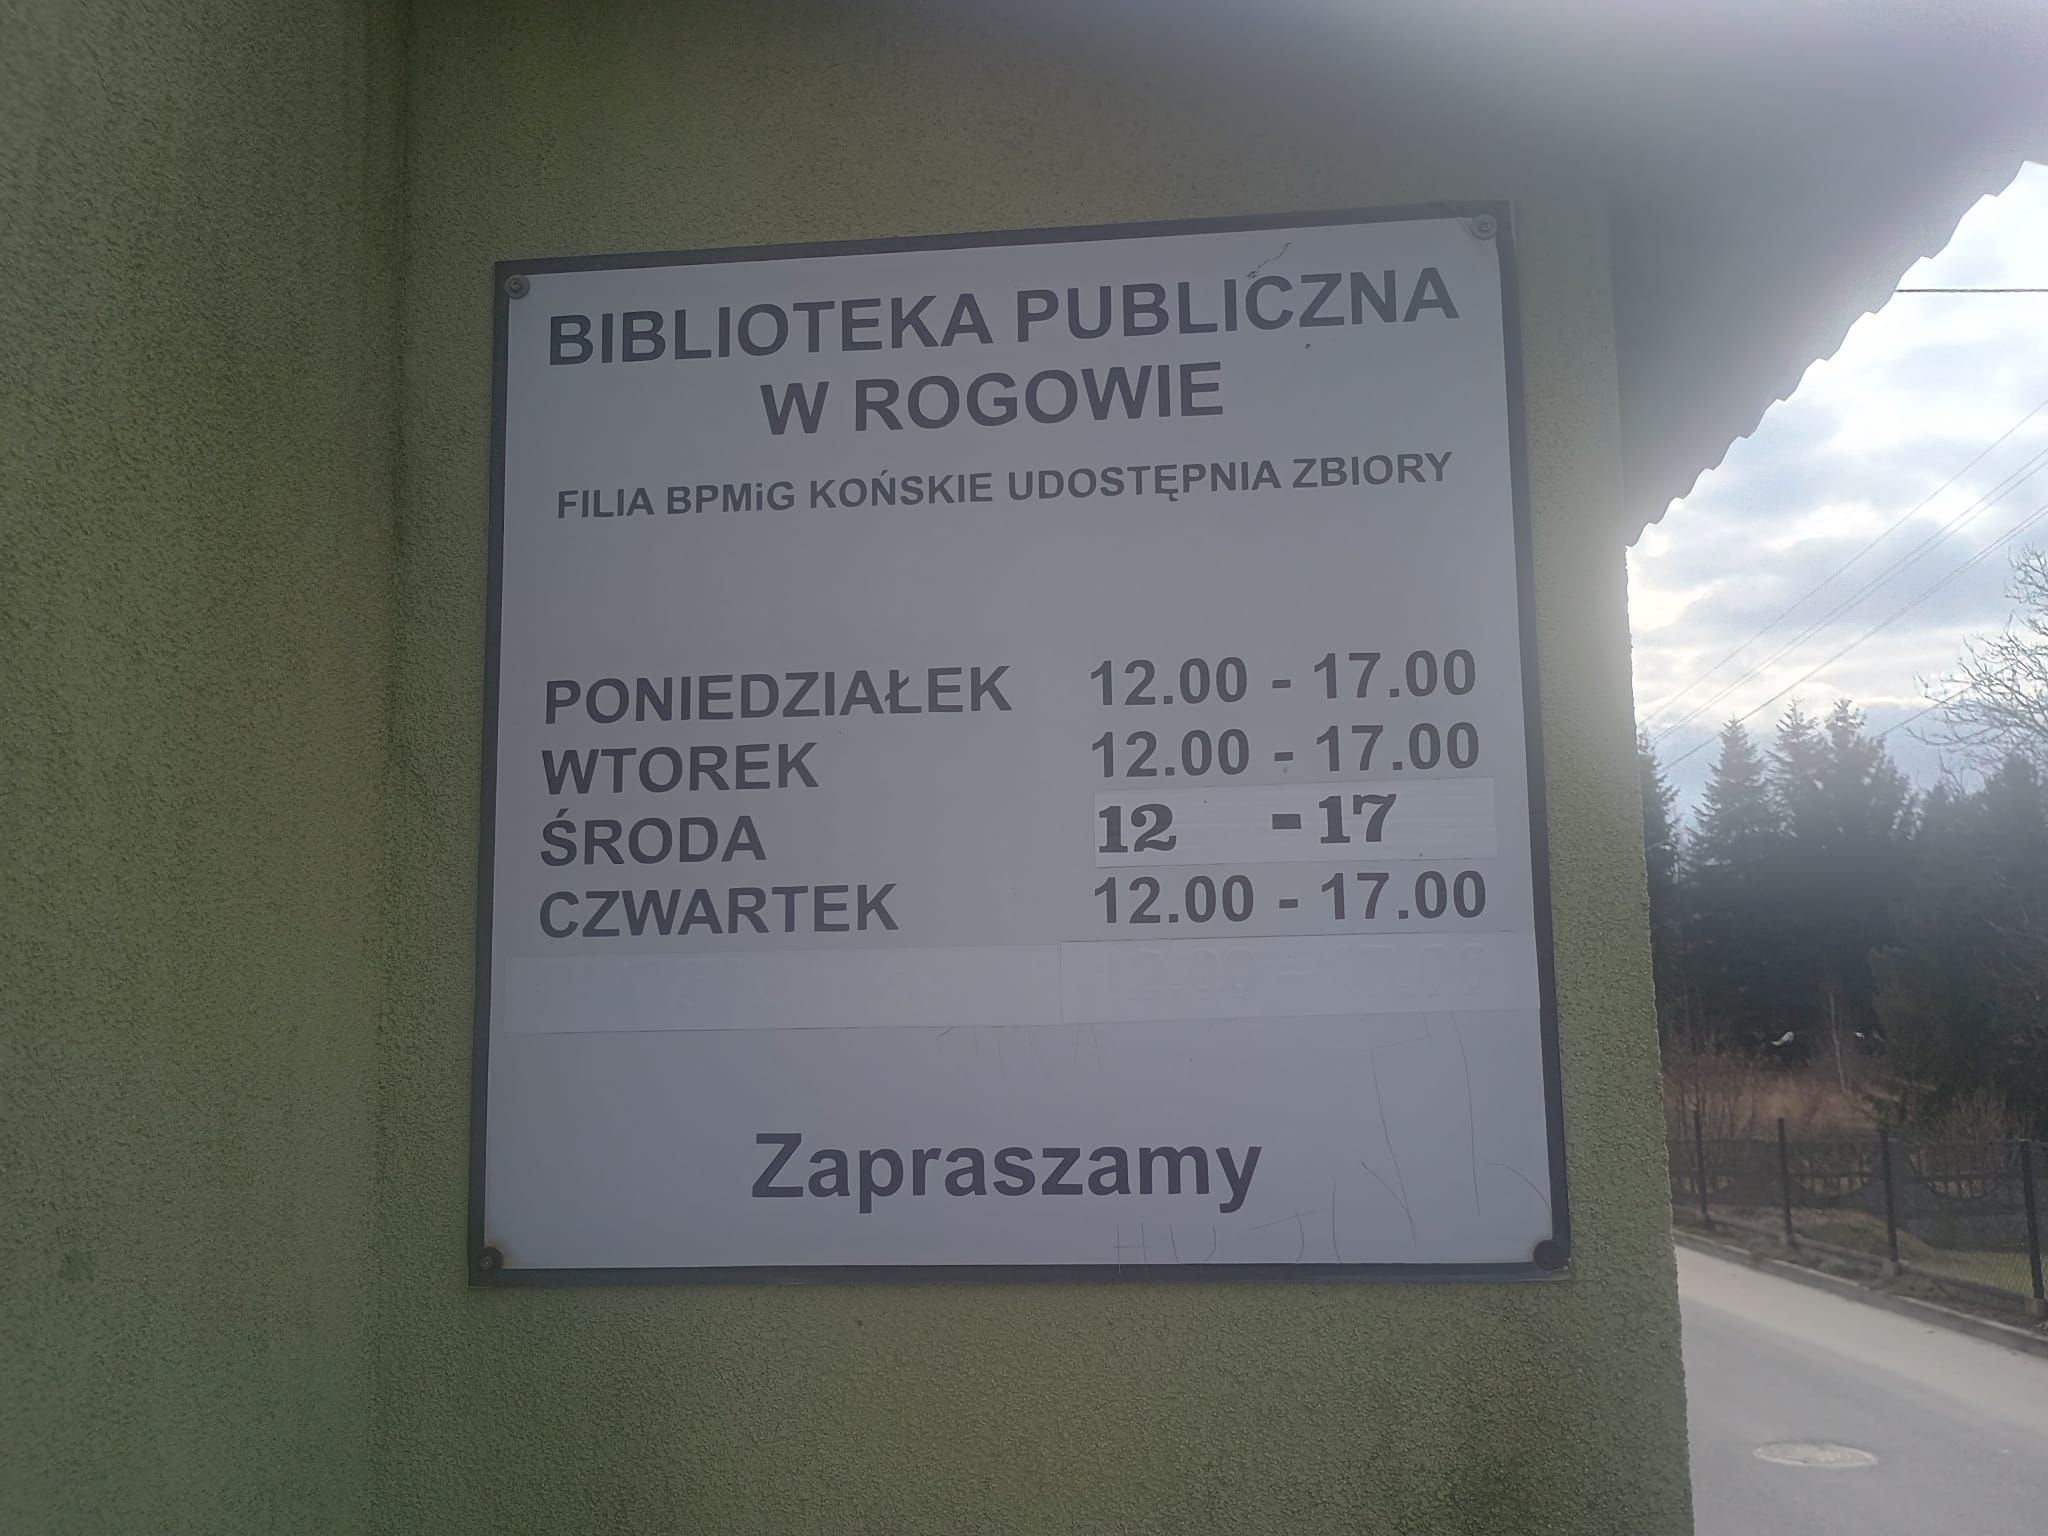 BIBLIOTEKA PUBLICZNA
W ROGOWIE
FILIA BPMiG KOŃSKIE UDOSTĘPNIA ZBIORY
PONIEDZIAŁEK 12.00 - 17.00
WTOREK 12.00 - 17.00
ŚRODA 12 - 17
CZWARTEK 12.00 - 17.00
Zapraszamy